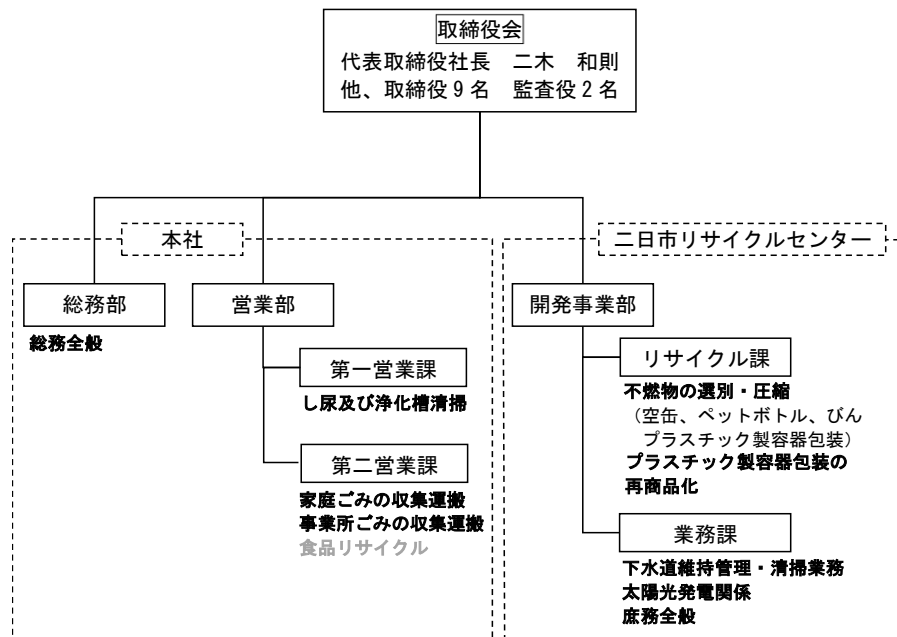 取締役会
代表取締役社長　二木　和則
他、取締役９名　監査役２名
本社
総務部
総務全般
営業部
第一営業課
し尿及び浄化槽清掃
第二営業課
家庭ごみの収集運搬
事業所ごみの収集運搬
食品リサイクル
二日市リサイクルセンター
開発事業部
リサイクル課
不燃物の選別・圧縮
（空缶、ペットボトル、びん
プラスチック製容器包装）
プラスチック製容器包装の
再商品化
業務課
下水道維持管理・清掃業務
太陽光発電関係
庶務全般